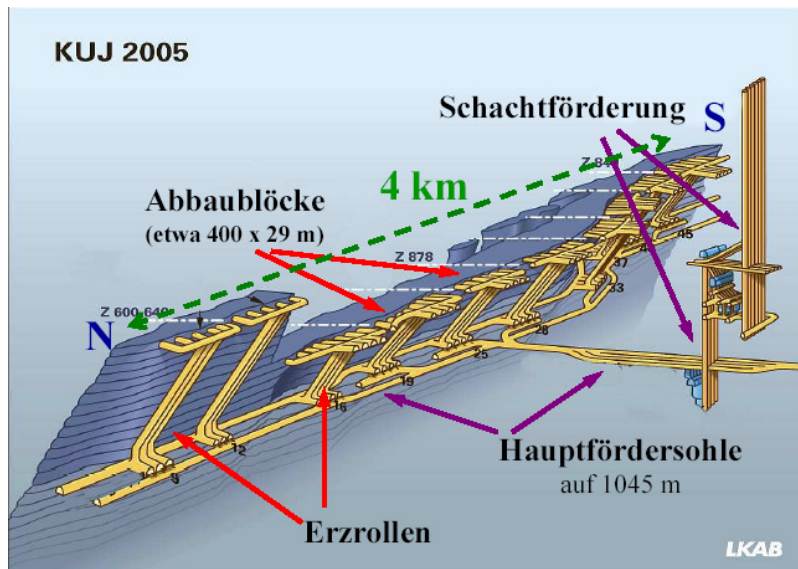 KUJ 2005
Schachtförderung
S
4 km
Abbaublöcke
(etwa 400 x 29 m)
Z 878
45
37
33
Z 600-640
N
28
25
19
16
12
9
Hauptfördersohle
auf 1045 m
Erzrollen
LKAB